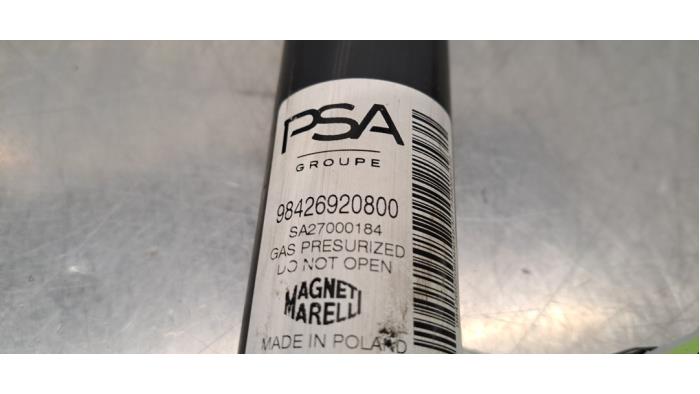 PSA
GROUPE
98426920800
SA27000184
GAS PRESURIZED
DO NOT OPEN
MAGNETI
MARELLI
MADE IN POLAND